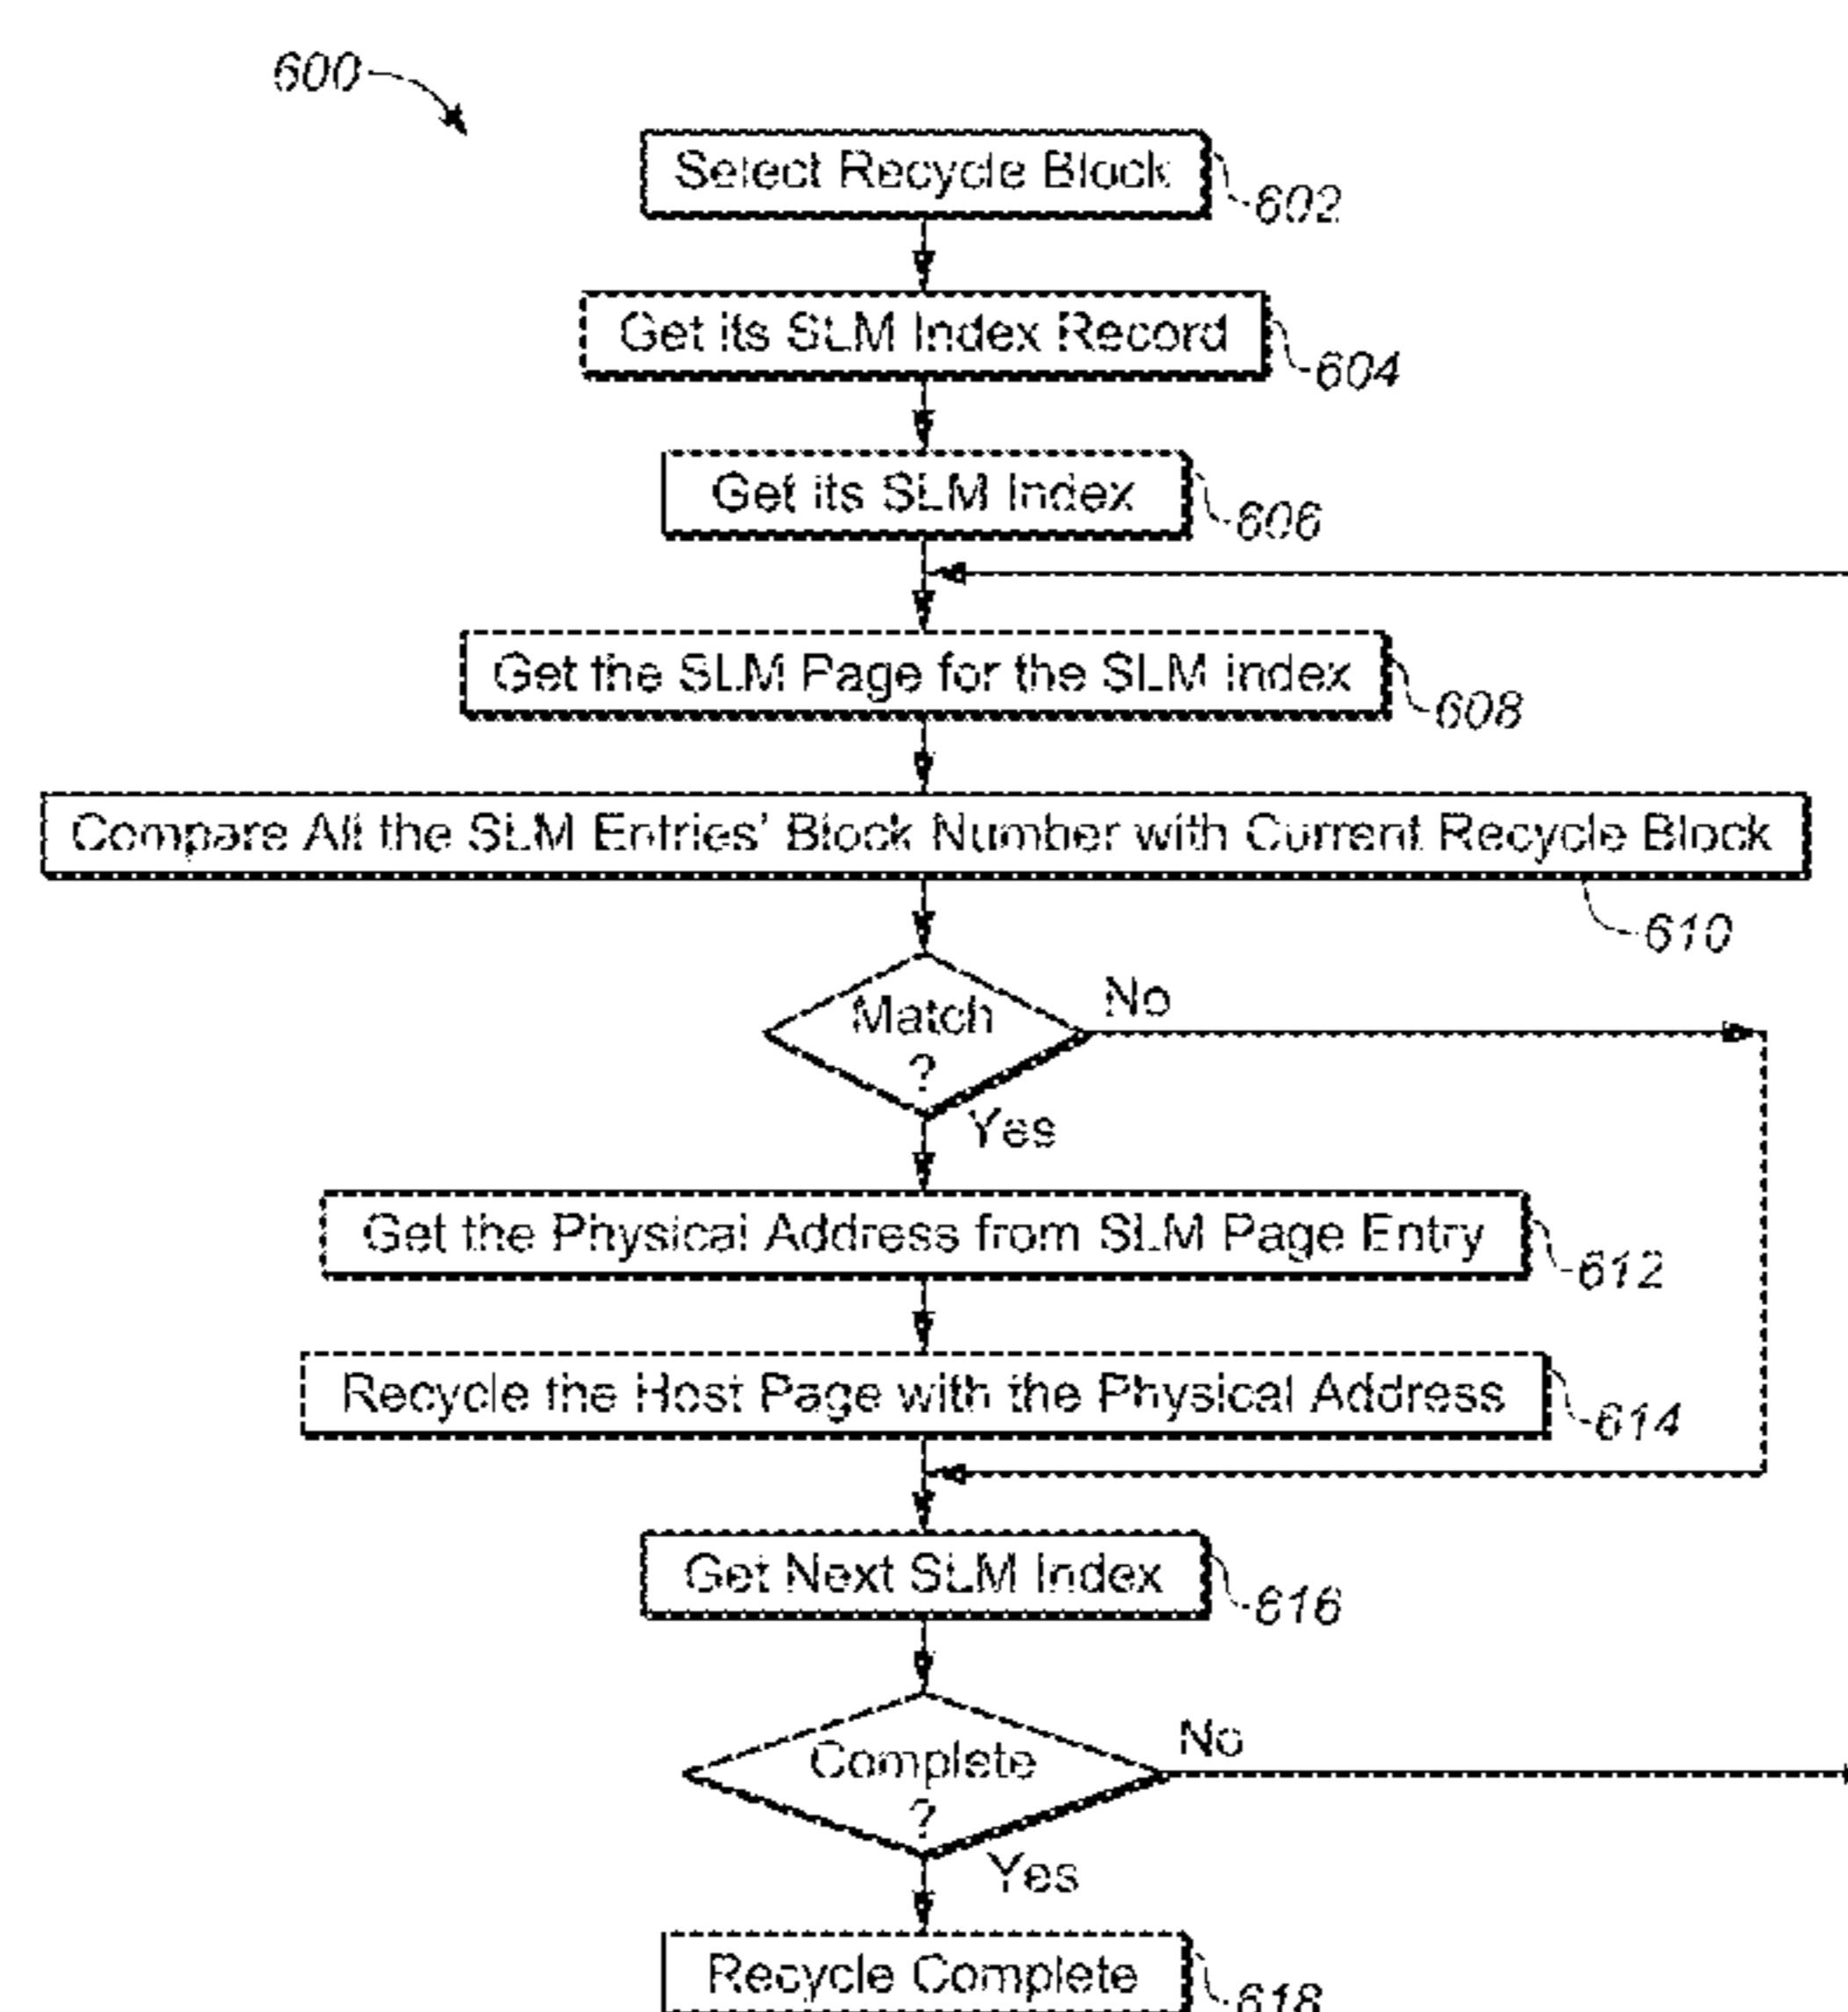 600
Select Recycle Block
602
Get its SLM Index Record
604
Get its SLM Index
606
Get the SLM Page for the SLM index
608
Compare All the SLM Entries' Block Number with Current Recycle Block
610
Match
?
No
Yes
Get the Physical Address from SLM Page Entry
612
Recycle the Host Page with the Physical Address
614
Get Next SLM Index
616
Complete
?
No
Yes
Recycle Complete
618